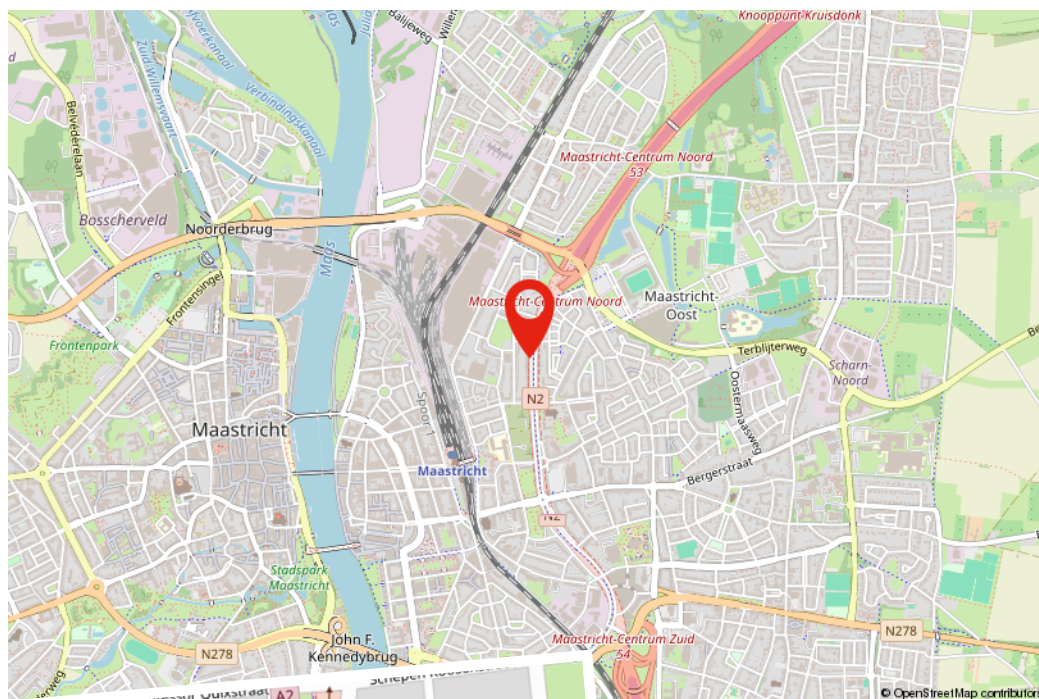 Knooppunt-Kruisdonk
Balijeweg
Zuid-Willemsvaart
Verbindingskanaal
Belvédèrelaan
Maastricht-Centrum Noord
53
Bosscherveld
Noorderbrug
Maas
Frontensingel
Maastricht-Centrum Noord
Maastricht-
Oost
Frontenpark
Terblijterweg
Scharn-
Noord
N2
Spoor 1
Oostermaasweg
Maastricht
Maastricht
Bergerstraat
N2
Stadspark
Maastricht
N278
John F.
Kennedybrug
Maastricht-Centrum Zuid
54
N278
A2
© OpenStreetMap contributors